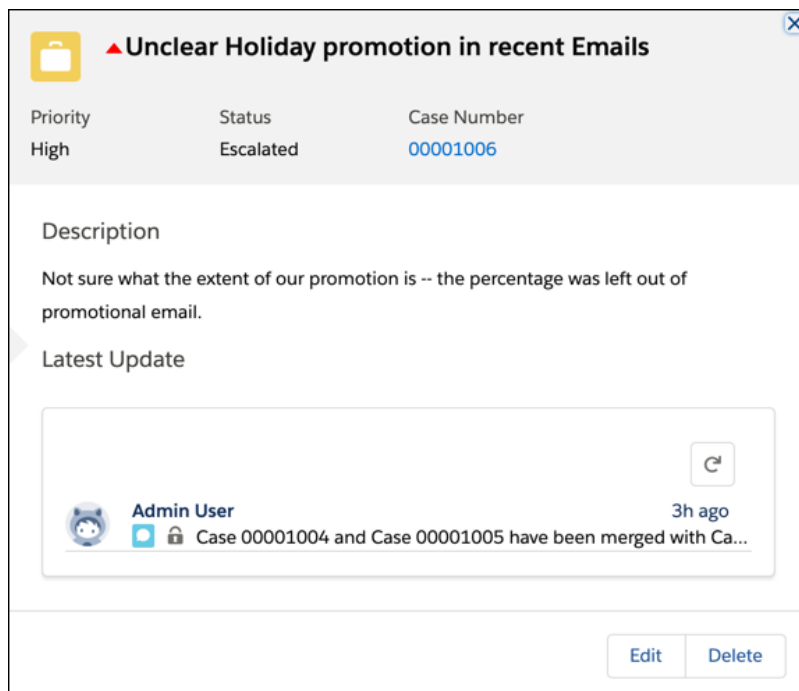 Unclear Holiday promotion in recent Emails
Priority
Status
Case Number
High
Escalated
00001006
Description
Not sure what the extent of our promotion is -- the percentage was left out of
promotional email.
Latest Update
Admin User
3h ago
Case 00001004 and Case 00001005 have been merged with Ca...
Edit
Delete